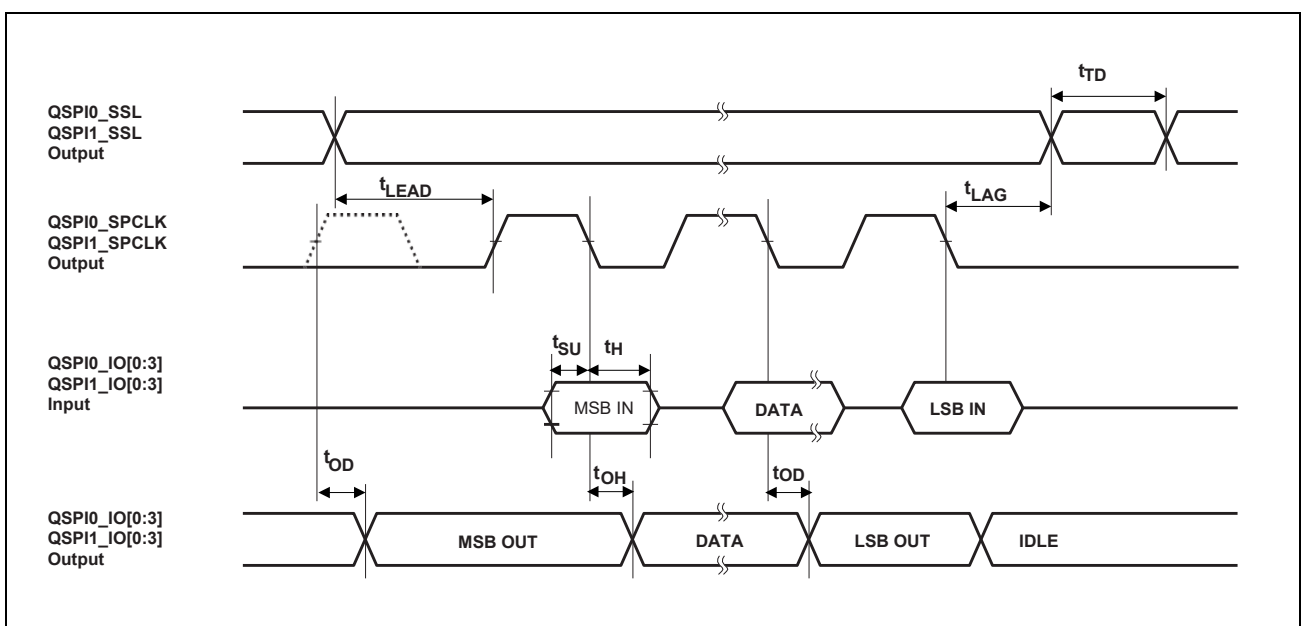 tTD
QSPI0_SSL
QSPI1_SSL
Output
tLEAD
tLAG
QSPI0_SPCLK
QSPI1_SPCLK
Output
tSU
tH
QSPI0_IO[0:3]
QSPI1_IO[0:3]
Input
MSB IN
DATA
LSB IN
tOD
tOH
tOD
QSPI0_IO[0:3]
QSPI1_IO[0:3]
Output
MSB OUT
DATA
LSB OUT
IDLE